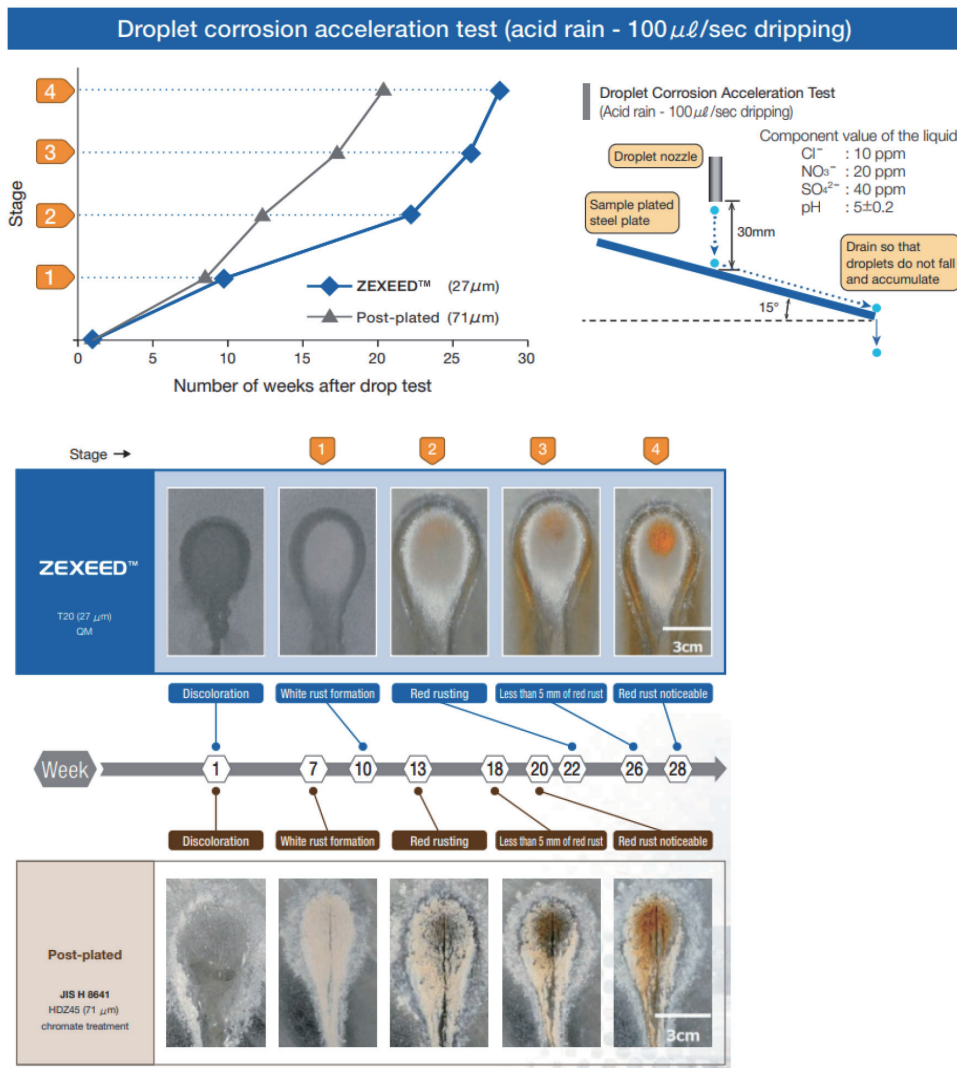 Droplet corrosion acceleration test (acid rain - 100μℓ/sec dripping)
4
3
2
1
Stage
ZEXEED™ (27μm)
Post-plated (71μm)
0 5 10 15 20 25 30
Number of weeks after drop test
Droplet Corrosion Acceleration Test
(Acid rain - 100μℓ/sec dripping)
Component value of the liquid
Cl⁻ : 10 ppm
NO₃⁻ : 20 ppm
SO₄²⁻ : 40 ppm
pH : 5±0.2
Droplet nozzle
Sample plated
steel plate
30mm
Drain so that
droplets do not fall
and accumulate
15°
Stage → 1 2 3 4
ZEXEED™
T20 (27 μm)
QM
3cm
Discoloration White rust formation Red rusting Less than 5 mm of red rust Red rust noticeable
Week 1 7 10 13 18 20 22 26 28
Discoloration White rust formation Red rusting Less than 5 mm of red rust Red rust noticeable
Post-plated
JIS H 8641
HDZ45 (71 μm)
chromate treatment
3cm